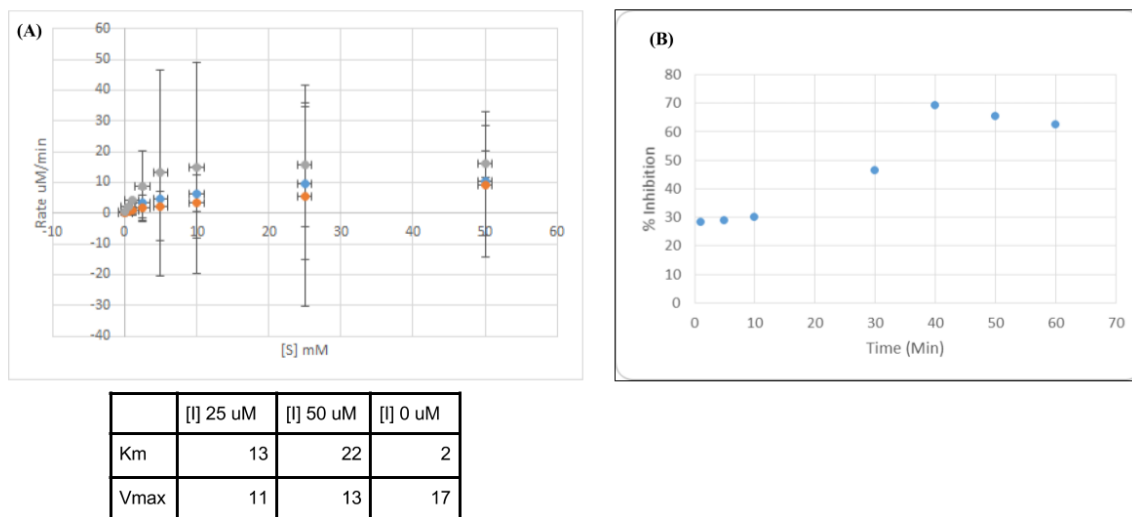 (A)
60
50
40
30
20
10
0
-10
-20
-30
-40
-10 0 10 20 30 40 50 60
Rate uM/min
[S] mM
(B)
80
70
60
50
40
30
20
10
0
0 10 20 30 40 50 60 70
% Inhibition
Time (Min)
[I] 25 uM [I] 50 uM [I] 0 uM
Km 13 22 2
Vmax 11 13 17